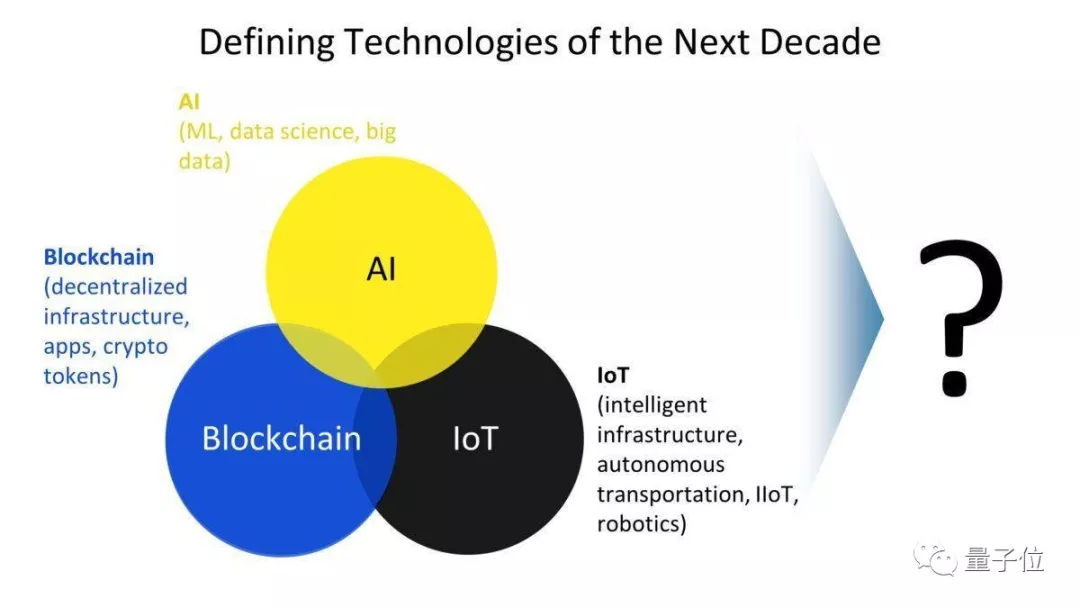 Defining Technologies of the Next Decade
AI
(ML, data science, big
data)
AI
Blockchain
(decentralized
infrastructure,
apps, crypto
tokens)
Blockchain
IoT
IoT
(intelligent
infrastructure,
autonomous
transportation, IIoT,
robotics)
?
量子位